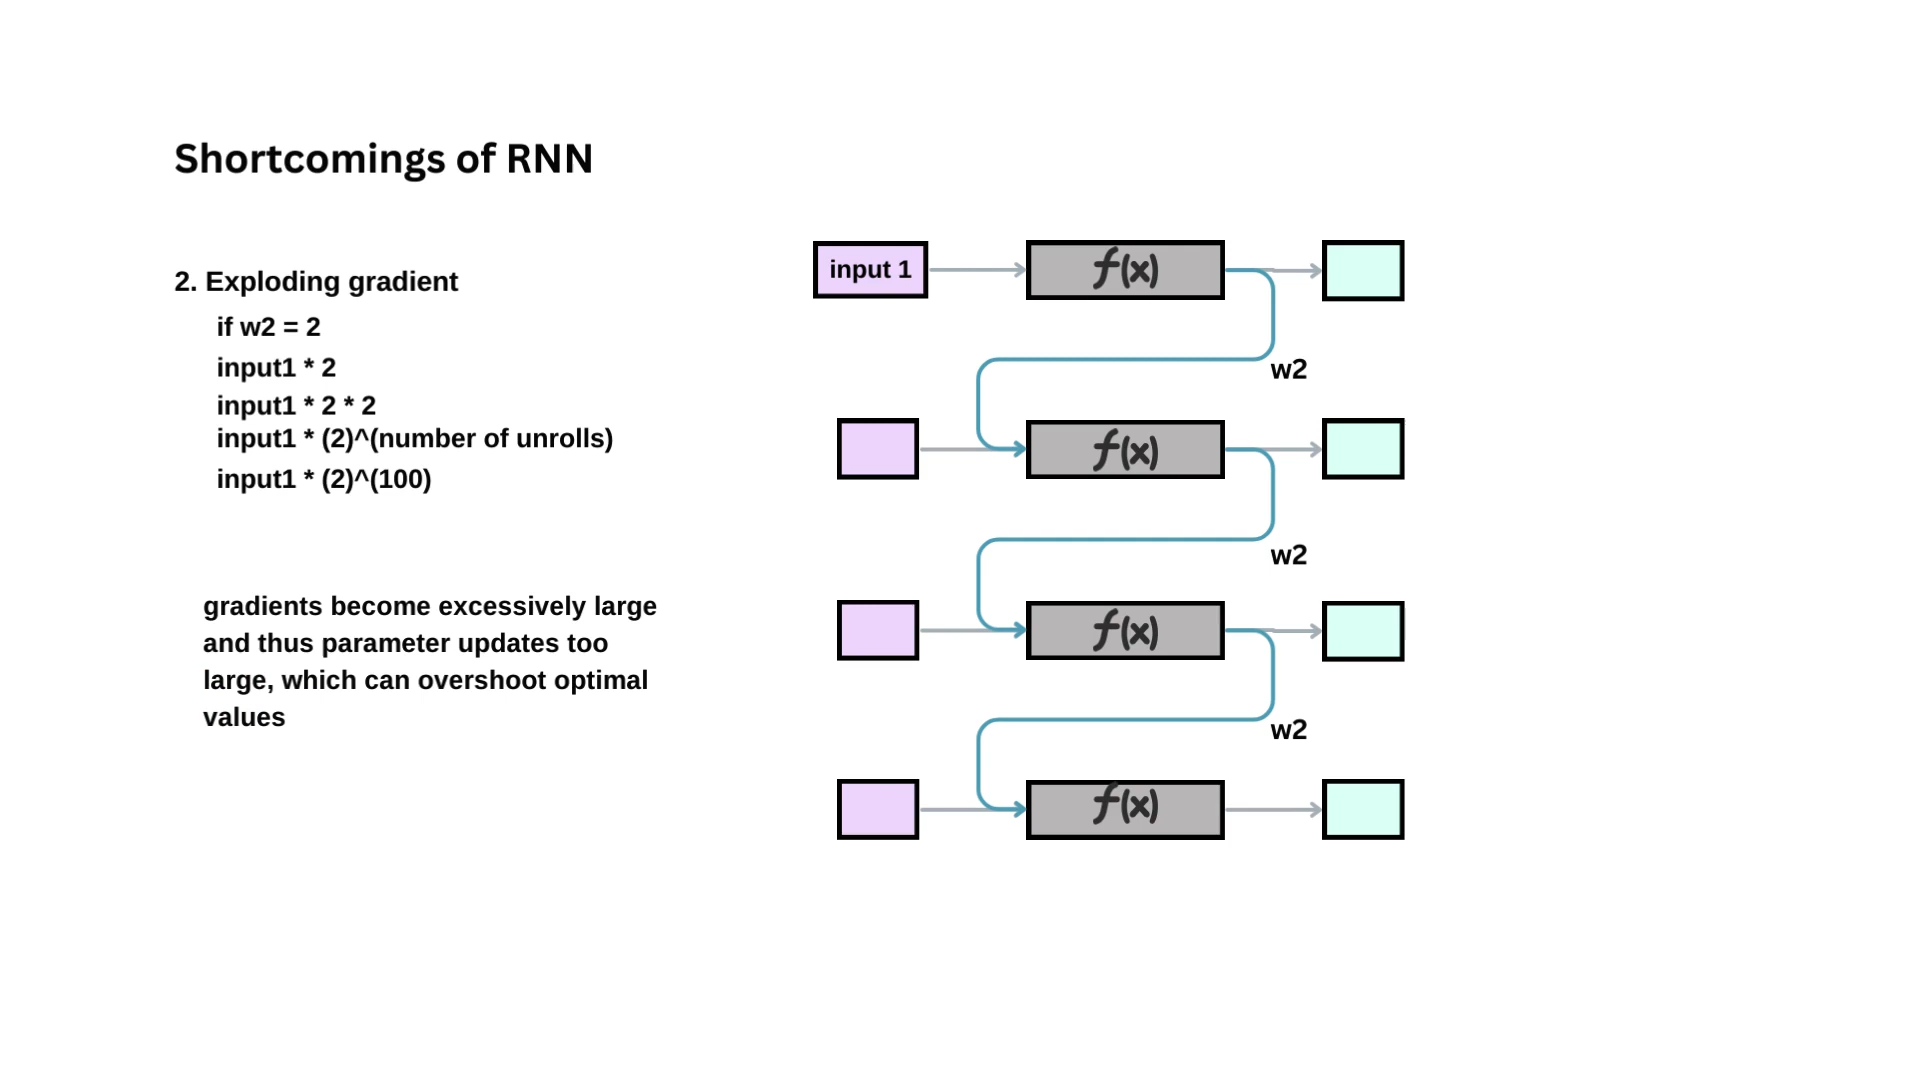 Shortcomings of RNN
2. Exploding gradient
if w2 = 2
input1 * 2
input1 * 2 * 2
input1 * (2)^(number of unrolls)
input1 * (2)^(100)
gradients become excessively large
and thus parameter updates too
large, which can overshoot optimal
values
input 1
f(x)
w2
f(x)
w2
f(x)
w2
f(x)